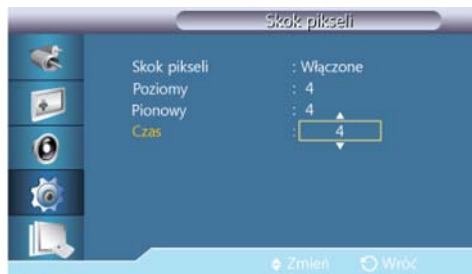 Skok pikseli
Skok pikseli : Włączone
Poziomy : 4
Pionowy : 4
Czas : 4
Zmień Wróć